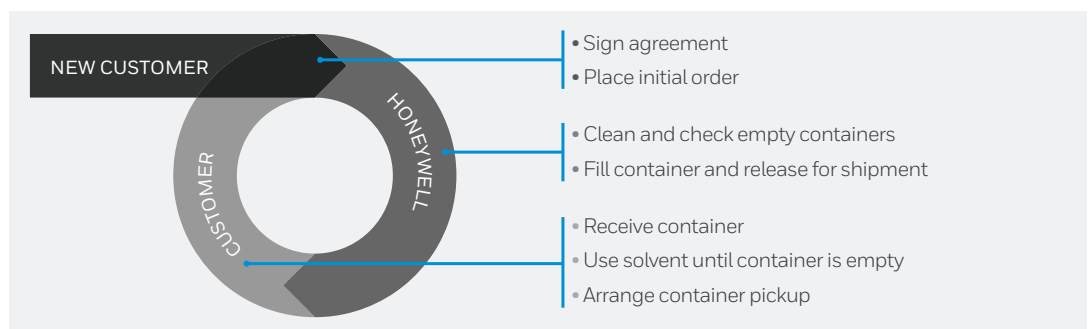 NEW CUSTOMER
• Sign agreement
• Place initial order
HONEYWELL
• Clean and check empty containers
• Fill container and release for shipment
CUSTOMER
• Receive container
• Use solvent until container is empty
• Arrange container pickup